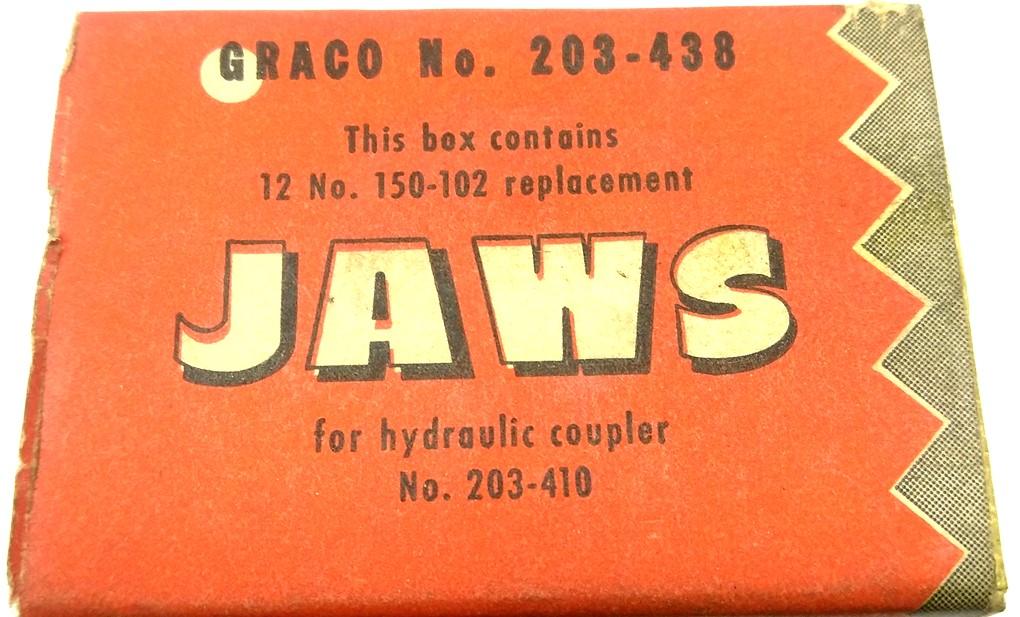 GRACO No. 203-438
This box contains
12 No. 150-102 replacement
JAWS
for hydraulic coupler
No. 203-410